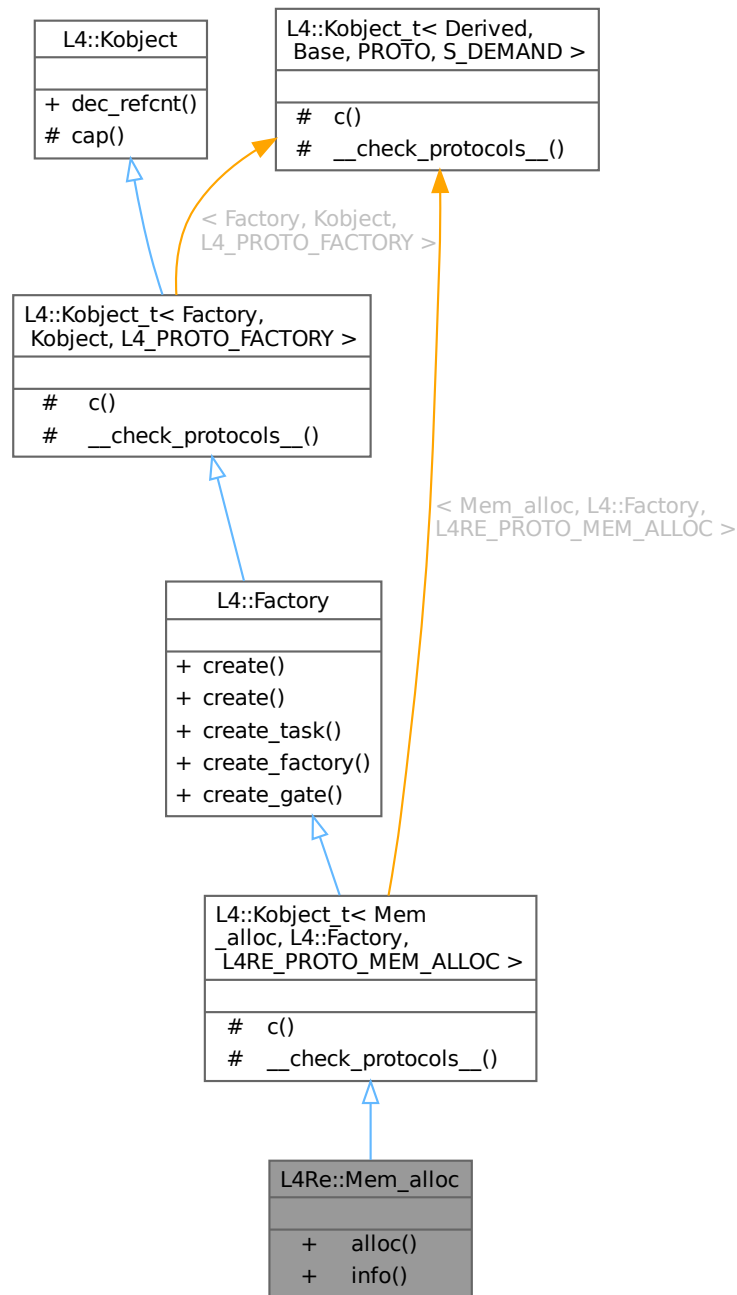 L4::Kobject
+ dec_refcnt()
# cap()
L4::Kobject_t< Derived,
Base, PROTO, S_DEMAND >
# c()
# __check_protocols__()
< Factory, Kobject,
L4_PROTO_FACTORY >
L4::Kobject_t< Factory,
Kobject, L4_PROTO_FACTORY >
# c()
# __check_protocols__()
< Mem_alloc, L4::Factory,
L4RE_PROTO_MEM_ALLOC >
L4::Factory
+ create()
+ create()
+ create_task()
+ create_factory()
+ create_gate()
L4::Kobject_t< Mem
_alloc, L4::Factory,
L4RE_PROTO_MEM_ALLOC >
# c()
# __check_protocols__()
L4Re::Mem_alloc
+ alloc()
+ info()